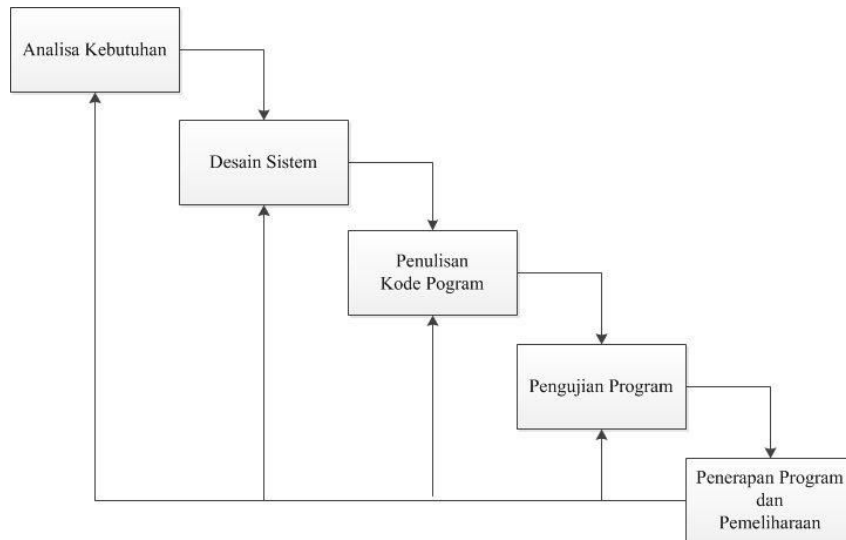 Analisa Kebutuhan
Desain Sistem
Penulisan
Kode Pogram
Pengujian Program
Penerapan Program
dan
Pemeliharaan